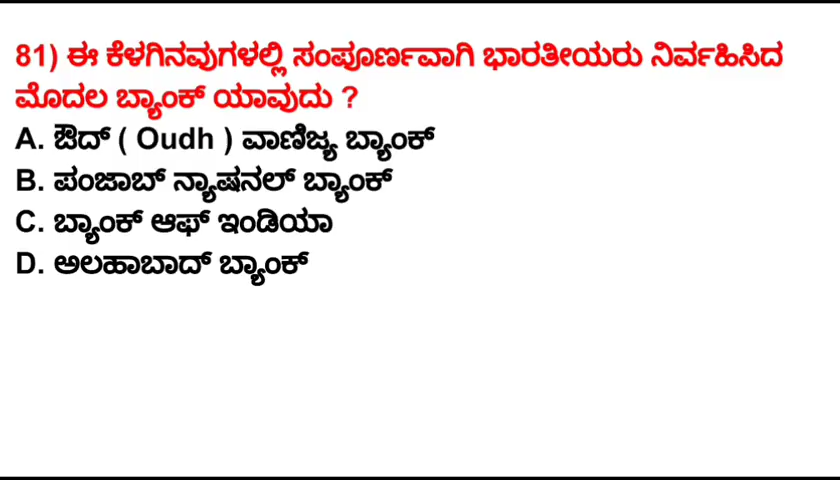 81) ಈ ಕೆಳಗಿನವುಗಳಲ್ಲಿ ಸಂಪೂರ್ಣವಾಗಿ ಭಾರತೀಯರು ನಿರ್ವಹಿಸಿದ
ಮೊದಲ ಬ್ಯಾಂಕ್ ಯಾವುದು ?
A. ಔದ್ ( Oudh ) ವಾಣಿಜ್ಯ ಬ್ಯಾಂಕ್
B. ಪಂಜಾಬ್ ನ್ಯಾಷನಲ್ ಬ್ಯಾಂಕ್
C. ಬ್ಯಾಂಕ್ ಆಫ್ ಇಂಡಿಯಾ
D. ಅಲಹಾಬಾದ್ ಬ್ಯಾಂಕ್